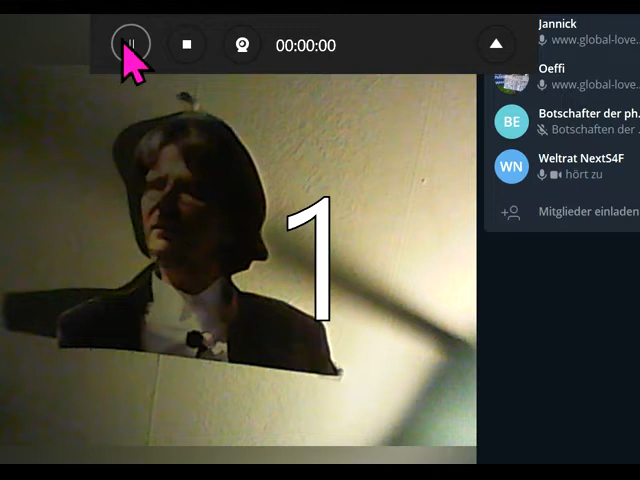 00:00:00
Jannick
www.global-love..
Oeffi
www.global-love..
BE
Botschafter der ph.
Botschaften der .
WN
Weltrat NextS4F
hört zu
Mitglieder einladen
1